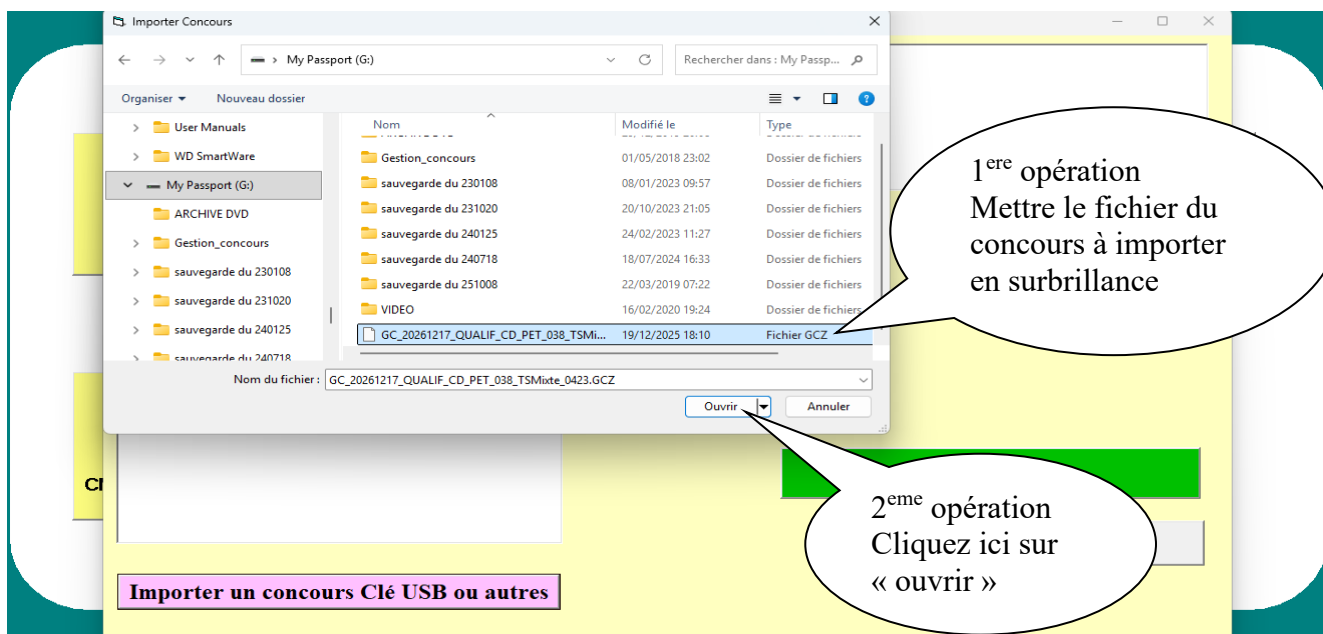 Importer Concours
My Passport (G:)
Rechercher dans : My Passp...
Organiser
Nouveau dossier
User Manuals
WD SmartWare
My Passport (G:)
ARCHIVE DVD
Gestion_concours
sauvegarde du 230108
sauvegarde du 231020
sauvegarde du 240125
sauvegarde du 240718
Nom Modifié le Type
Gestion_concours 01/05/2018 23:02 Dossier de fichiers
sauvegarde du 230108 08/01/2023 09:57 Dossier de fichiers
sauvegarde du 231020 20/10/2023 21:05 Dossier de fichiers
sauvegarde du 240125 24/02/2023 11:27 Dossier de fichiers
sauvegarde du 240718 18/07/2024 16:33 Dossier de fichiers
sauvegarde du 251008 22/03/2019 07:22 Dossier de fichiers
VIDEO 16/02/2020 19:24 Dossier de fichiers
GC_20261217_QUALIF_CD_PET_038_TSMi... 19/12/2025 18:10 Fichier GCZ
Nom du fichier : GC_20261217_QUALIF_CD_PET_038_TSMixte_0423.GCZ
Ouvrir Annuler
1ere opération
Mettre le fichier du
concours à importer
en surbrillance
2eme opération
Cliquez ici sur
« ouvrir »
Importer un concours Clé USB ou autres